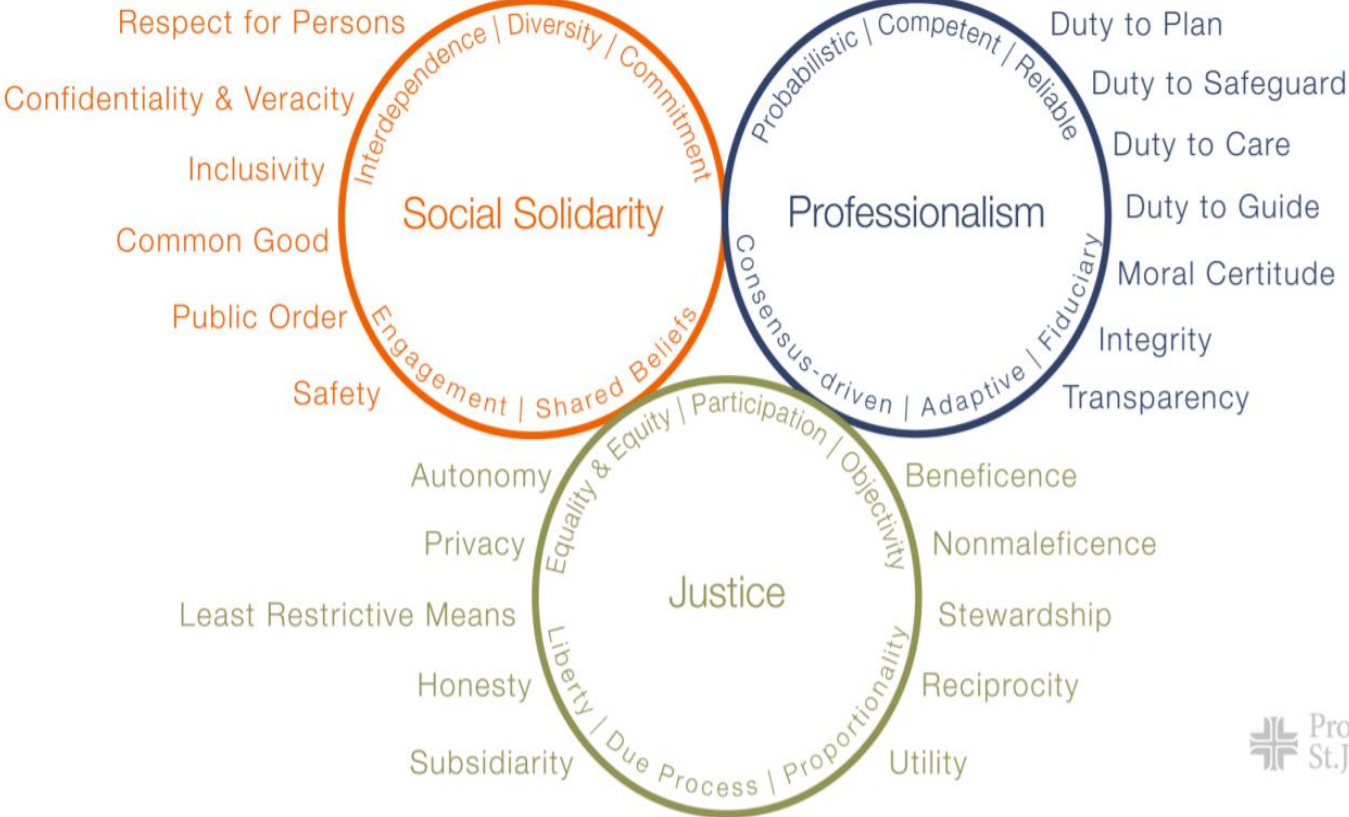 Respect for Persons
Confidentiality & Veracity
Inclusivity
Common Good
Public Order
Safety
Interdependence | Diversity | Commitment
Social Solidarity
Engagement | Shared Beliefs
Probabilistic | Competent | Reliable
Professionalism
Consensus-driven | Adaptive | Fiduciary
Duty to Plan
Duty to Safeguard
Duty to Care
Duty to Guide
Moral Certitude
Integrity
Transparency
Autonomy
Privacy
Least Restrictive Means
Honesty
Subsidiarity
Equality & Equity | Participation | Objectivity
Justice
Liberty | Due Process | Proportionality
Beneficence
Nonmaleficence
Stewardship
Reciprocity
Utility
Pro
St.J